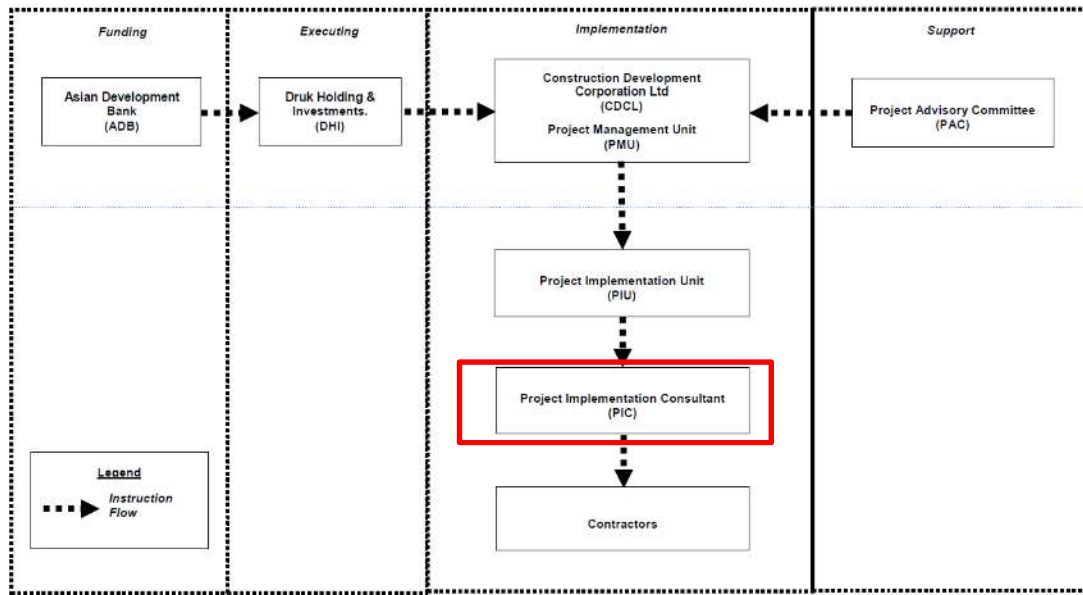 Funding
Executing
Implementation
Support
Asian Development
Bank
(ADB)
Druk Holding &
Investments.
(DHI)
Construction Development
Corporation Ltd
(CDCL)
Project Management Unit
(PMU)
Project Advisory Committee
(PAC)
Project Implementation Unit
(PIU)
Project Implementation Consultant
(PIC)
Contractors
Legend
Instruction
Flow